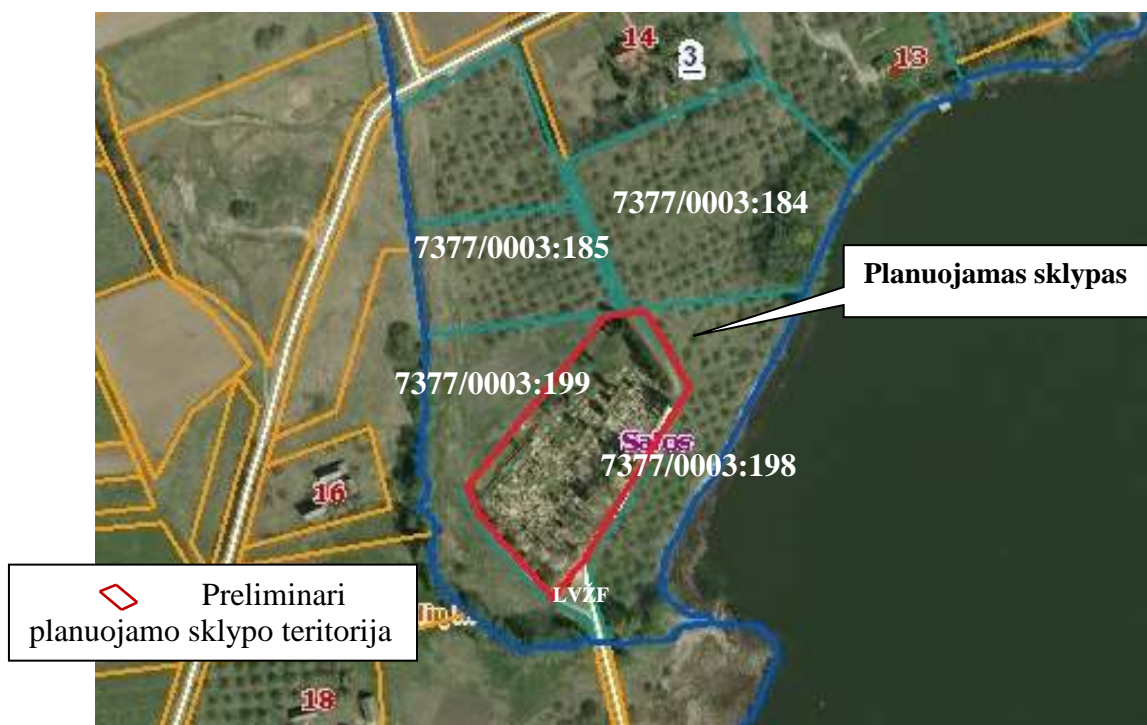 14
3
13
7377/0003:184
7377/0003:185
Planuojamas sklypas
7377/0003:199
Salos
7377/0003:198
16
LVŽF
Preliminari
planuojamo sklypo teritorija
18